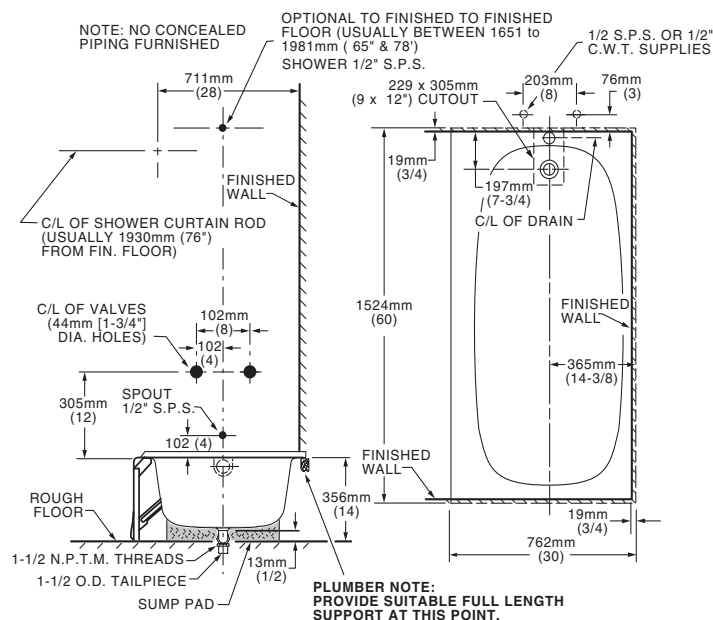 NOTE: NO CONCEALED
PIPING FURNISHED
OPTIONAL TO FINISHED TO FINISHED
FLOOR (USUALLY BETWEEN 1651 to
1981mm ( 65" & 78')
SHOWER 1/2" S.P.S.
1/2 S.P.S. OR 1/2"
C.W.T. SUPPLIES
711mm
(28)
229 x 305mm
(9 x 12") CUTOUT
203mm
(8)
76mm
(3)
19mm
(3/4)
FINISHED
WALL
197mm
(7-3/4)
C/L OF DRAIN
C/L OF SHOWER CURTAIN ROD
(USUALLY 1930mm (76")
FROM FIN. FLOOR)
C/L OF VALVES
(44mm [1-3/4"]
DIA. HOLES)
102mm
(8)
102
(4)
1524mm
(60)
FINISHED
WALL
365mm
(14-3/8)
305mm
(12)
SPOUT
1/2" S.P.S.
102 (4)
FINISHED
WALL
ROUGH
FLOOR
356mm
(14)
19mm
(3/4)
762mm
(30)
1-1/2 N.P.T.M. THREADS
1-1/2 O.D. TAILPIECE
SUMP PAD
13mm
(1/2)
PLUMBER NOTE:
PROVIDE SUITABLE FULL LENGTH
SUPPORT AT THIS POINT.